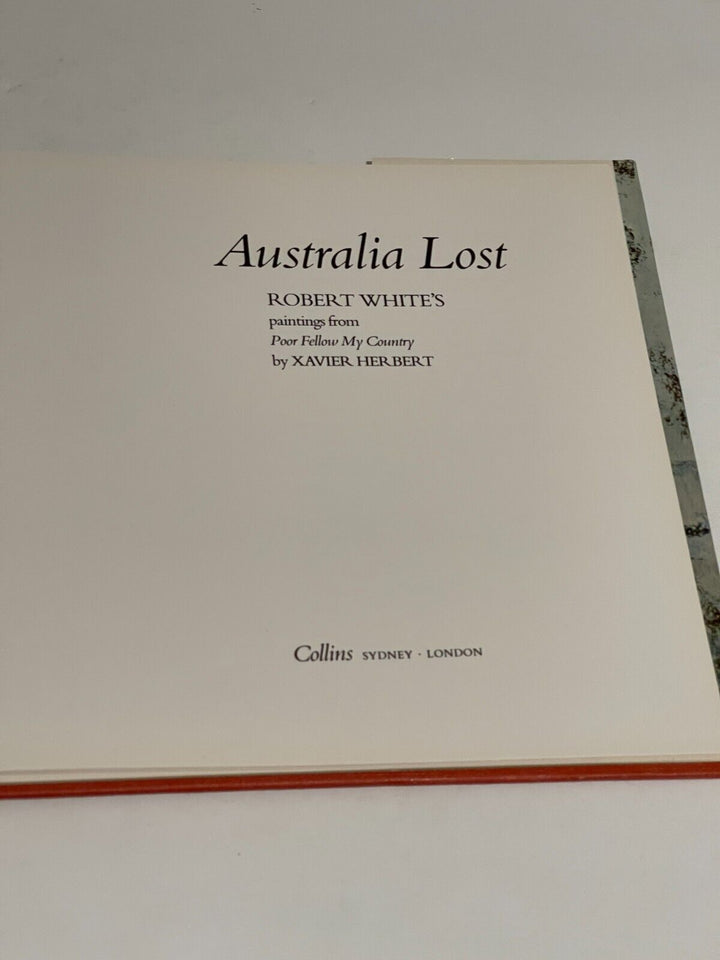 Australia Lost
ROBERT WHITE'S
paintings from
Poor Fellow My Country
by XAVIER HERBERT
Collins SYDNEY · LONDON